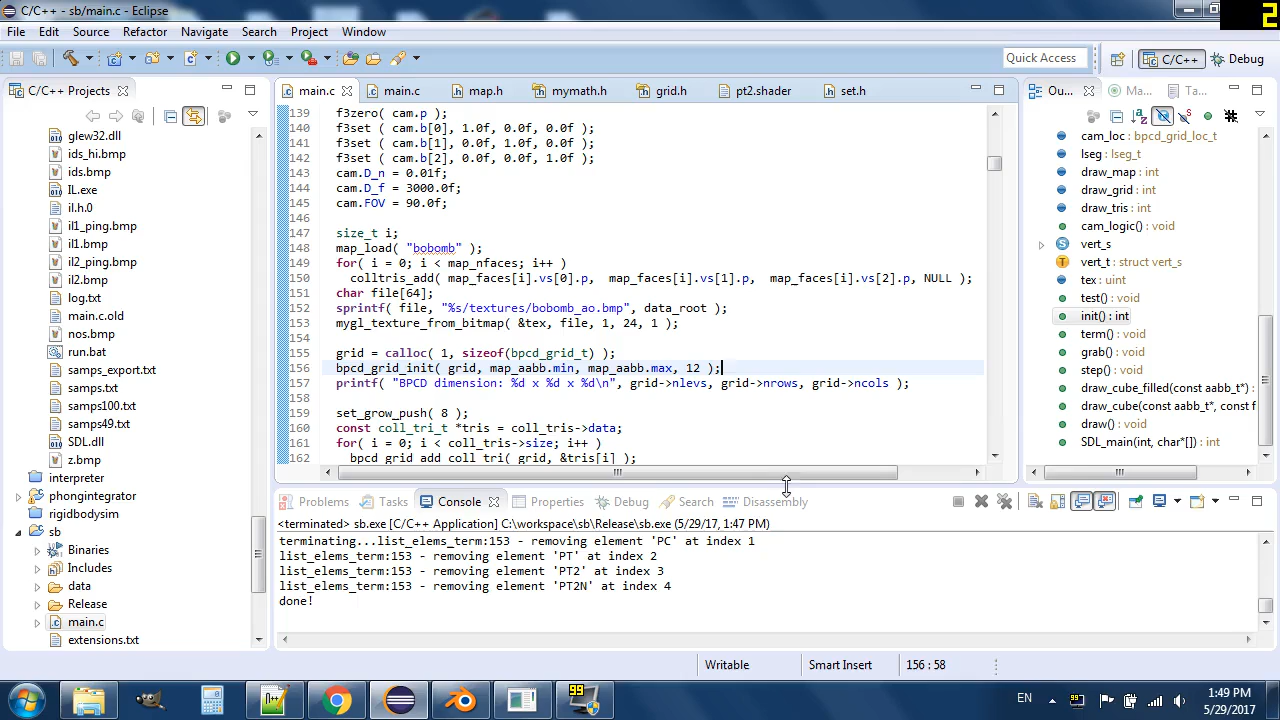 C/C++ - sb/main.c - Eclipse
2
File Edit Source Refactor Navigate Search Project Run Window
Quick Access
C/C++
Debug
C/C++ Projects
glew32.dll
ids_hi.bmp
ids.bmp
IL.exe
il.h.0
il1_ping.bmp
il1.bmp
il2_ping.bmp
il2.bmp
log.txt
main.c.old
nos.bmp
run.bat
samps_export.txt
samps100.txt
samps49.txt
SDL.dll
z.bmp
interpreter
phongintegrator
rigidbodysim
sb
Binaries
Includes
data
Release
main.c
extensions.txt
main.c main.c map.h mymath.h grid.h pt2.shader set.h
139 f3zero( cam.p );
140 f3set ( cam.b[0], 1.0f, 0.0f, 0.0f );
141 f3set ( cam.b[1], 0.0f, 1.0f, 0.0f );
142 f3set ( cam.b[2], 0.0f, 0.0f, 1.0f );
143 cam.D_n = 0.01f;
144 cam.D_f = 3000.0f;
145 cam.FOV = 90.0f;
146
147 size_t i;
148 map_load( "bobomb" );
149 for( i = 0; i < map_nfaces; i++ )
150 colltris_add( map_faces[i].vs[0].p, map_faces[i].vs[1].p, map_faces[i].vs[2].p, NULL );
151 char file[64];
152 sprintf( file, "%s/textures/bobomb_ao.bmp", data_root );
153 mygl_texture_from_bitmap( &tex, file, 1, 24, 1 );
154
155 grid = calloc( 1, sizeof(bpcd_grid_t) );
156 bpcd_grid_init( grid, map_aabb.min, map_aabb.max, 12 );
157 printf( "BPCD dimension: %d x %d x %d\n", grid->nlevs, grid->nrows, grid->ncols );
158
159 set_grow_push( 8 );
160 const coll_tri_t *tris = coll_tris->data;
161 for( i = 0; i < coll_tris->size; i++ )
162 bpcd_grid_add_coll_tri( grid, &tris[i] );
Ou... Ma... Ta...
cam_loc : bpcd_grid_loc_t
lseg : lseg_t
draw_map : int
draw_grid : int
draw_tris : int
cam_logic() : void
vert_s
vert_t : struct vert_s
tex : uint
test() : void
init() : int
term() : void
grab() : void
step() : void
draw_cube_filled(const aabb_t*)
draw_cube(const aabb_t*, const f
draw() : void
SDL_main(int, char*[]) : int
Problems Tasks Console Properties Debug Search Disassembly
<terminated> sb.exe [C/C++ Application] C:\workspace\sb\Release\sb.exe (5/29/17, 1:47 PM)
terminating...list_elems_term:153 - removing element 'PC' at index 1
list_elems_term:153 - removing element 'PT' at index 2
list_elems_term:153 - removing element 'PT2' at index 3
list_elems_term:153 - removing element 'PT2N' at index 4
done!
Writable Smart Insert 156 : 58
99
EN
1:49 PM
5/29/2017